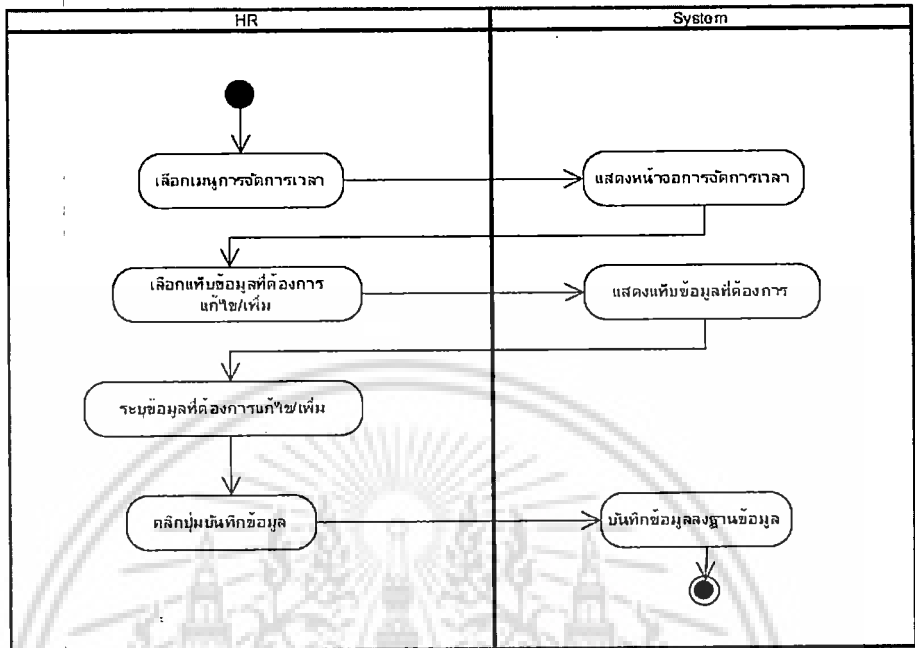 HR
System
เลือกเมนูการจัดการเวลา
แสดงหน้าจอการจัดการเวลา
เลือกแท็บข้อมูลที่ต้องการ
แก้ไข/เพิ่ม
แสดงแท็บข้อมูลที่ต้องการ
ระบุข้อมูลที่ต้องการแก้ไข/เพิ่ม
คลิกปุ่มบันทึกข้อมูล
บันทึกข้อมูลลงฐานข้อมูล